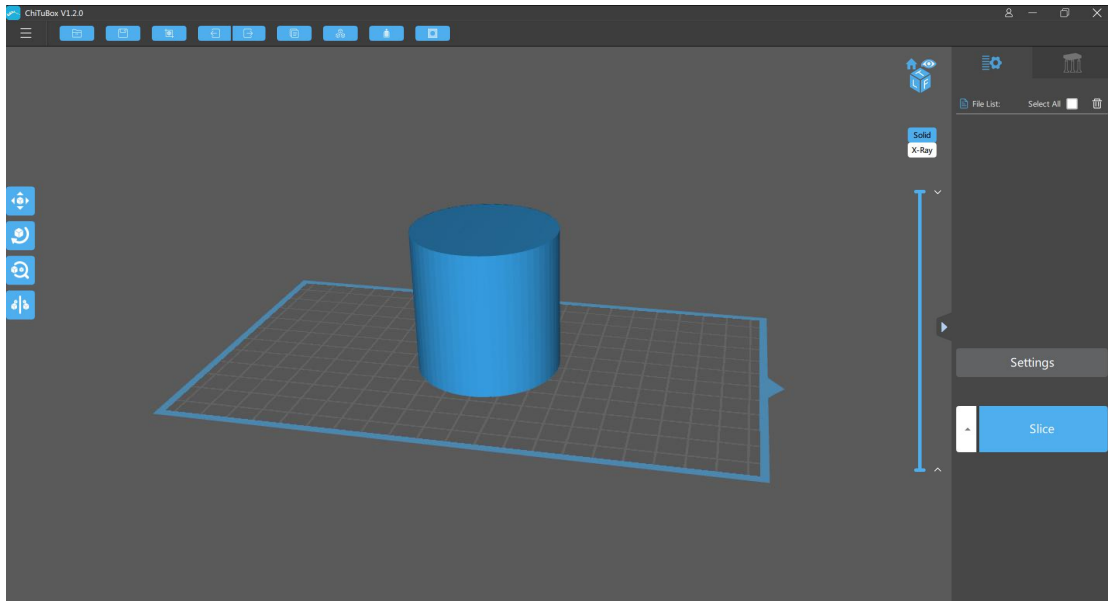 ChiTuBox V1.2.0
T
L F
File List: Select All
Solid
X-Ray
Settings
Slice